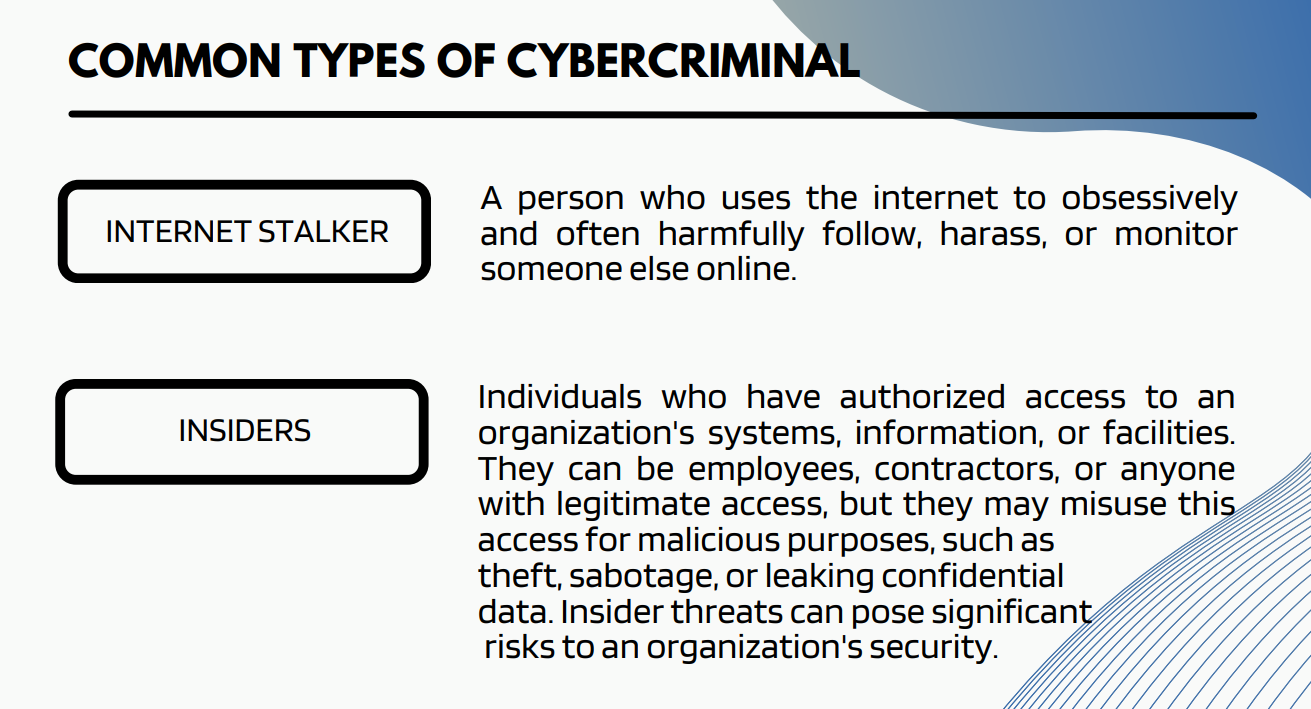 COMMON TYPES OF CYBERCRIMINAL
INTERNET STALKER
A person who uses the internet to obsessively
and often harmfully follow, harass, or monitor
someone else online.
INSIDERS
Individuals who have authorized access to an
organization's systems, information, or facilities.
They can be employees, contractors, or anyone
with legitimate access, but they may misuse this
access for malicious purposes, such as
theft, sabotage, or leaking confidential
data. Insider threats can pose significant
risks to an organization's security.